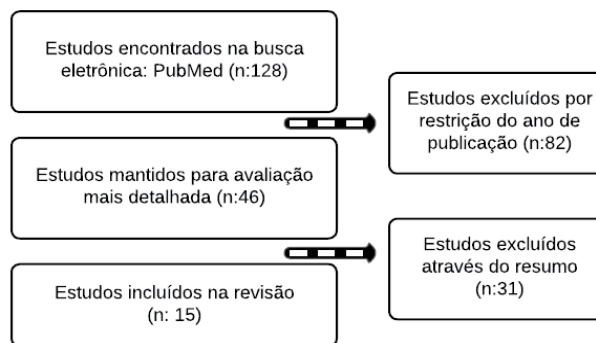 Estudos encontrados na busca
eletrônica: PubMed (n:128)
Estudos excluídos por
restrição do ano de
publicação (n:82)
Estudos mantidos para avaliação
mais detalhada (n:46)
Estudos excluídos
através do resumo
(n:31)
Estudos incluídos na revisão
(n: 15)